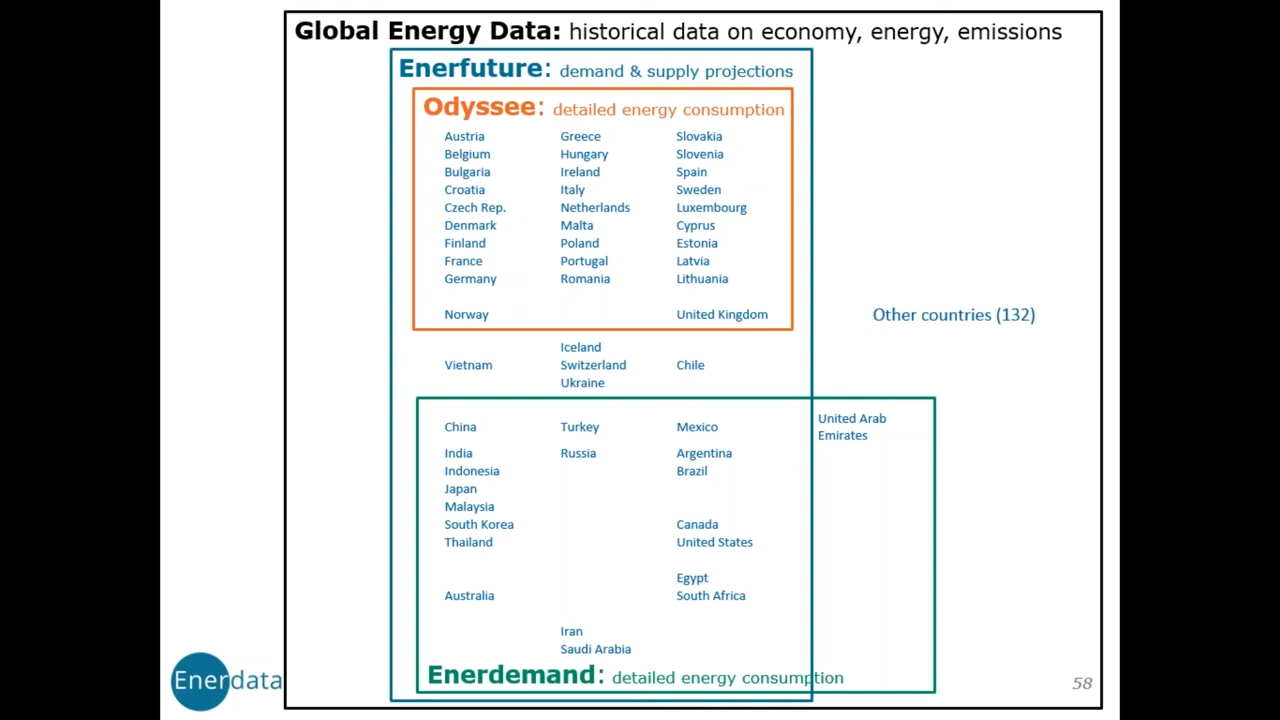 Global Energy Data: historical data on economy, energy, emissions
Enerfuture: demand & supply projections
Odyssee: detailed energy consumption
Austria Greece Slovakia
Belgium Hungary Slovenia
Bulgaria Ireland Spain
Croatia Italy Sweden
Czech Rep. Netherlands Luxembourg
Denmark Malta Cyprus
Finland Poland Estonia
France Portugal Latvia
Germany Romania Lithuania
Norway United Kingdom
Other countries (132)
Iceland
Vietnam Switzerland Chile
Ukraine
United Arab
Emirates
China Turkey Mexico
India Russia Argentina
Indonesia Brazil
Japan
Malaysia
South Korea Canada
Thailand United States
Egypt
Australia South Africa
Iran
Saudi Arabia
Enerdemand: detailed energy consumption
Enerdata
58